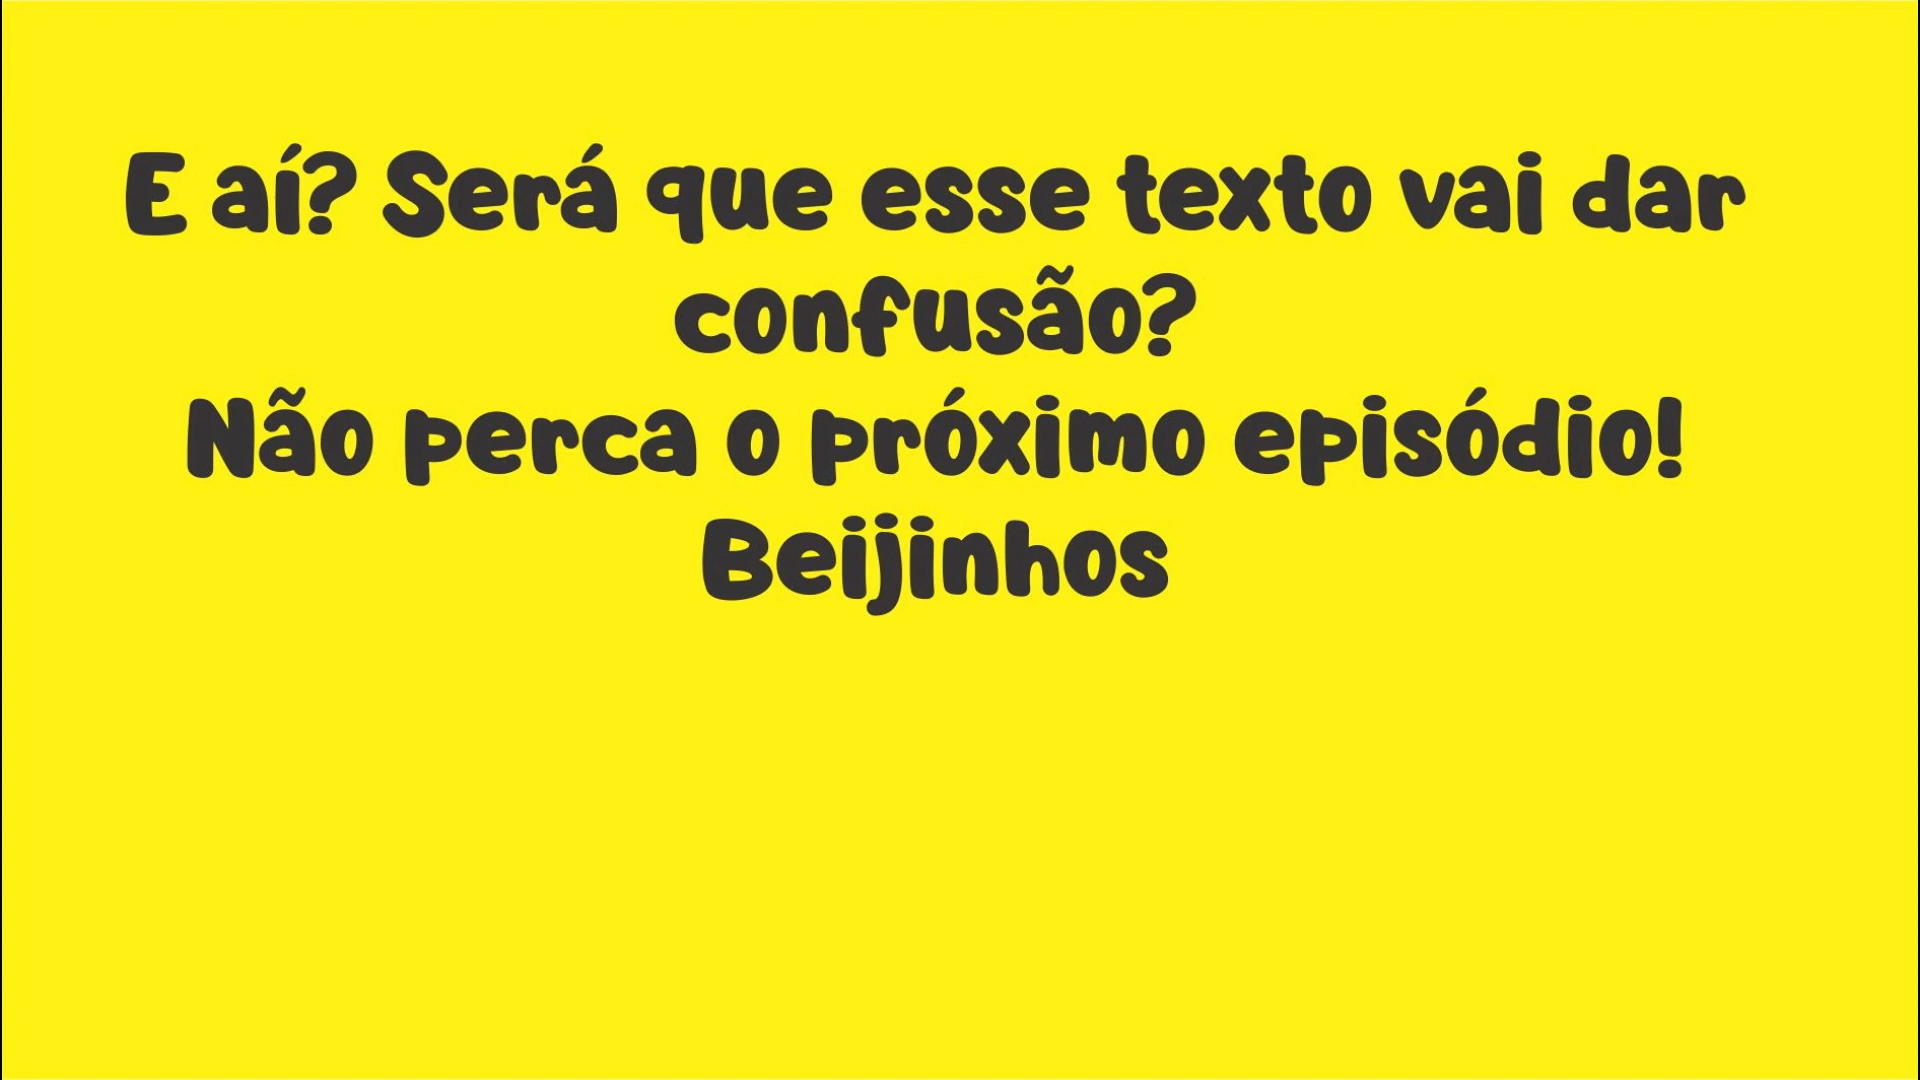 E aí? Será que esse texto vai dar
confusão?
Não perca o próximo episódio!
Beijinhos